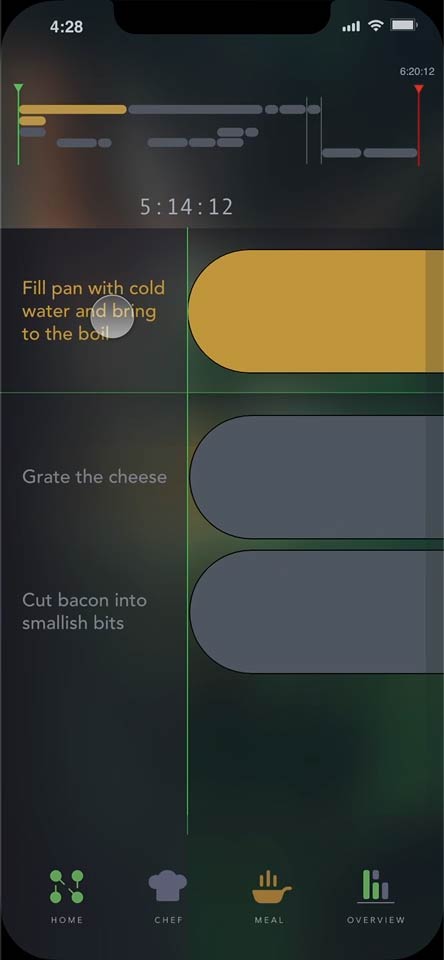 4:28
6:20:12
5:14:12
Fill pan with cold
water and bring
to the boil
Grate the cheese
Cut bacon into
smallish bits
HOME CHEF MEAL OVERVIEW